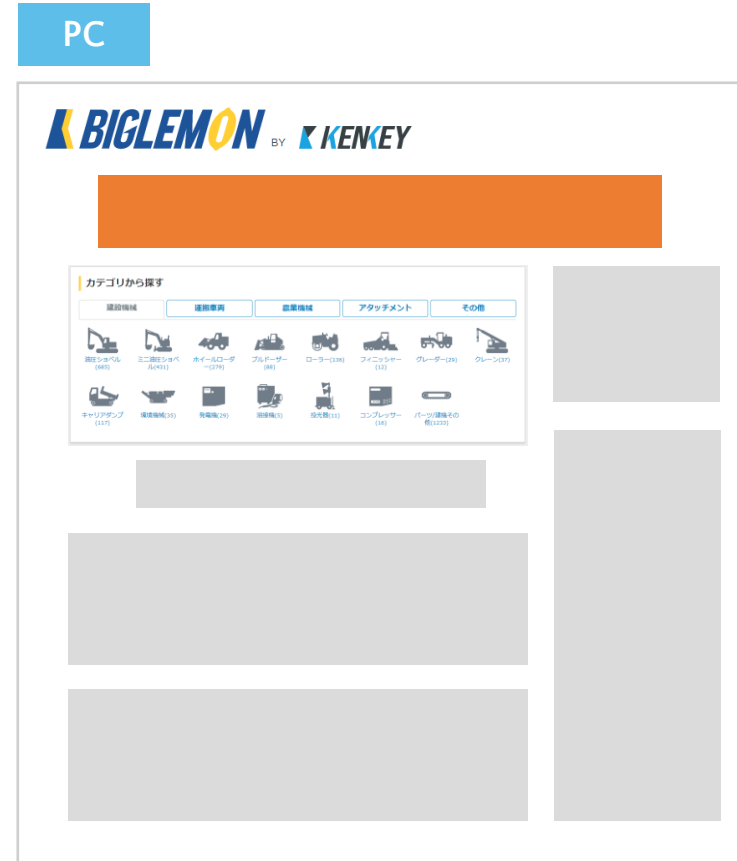 PC
BIGLEMON BY KENKEY
カテゴリから探す
建設機械 運搬車両 農業機械 アタッチメント その他
油圧ショベル ミニ油圧ショベ ホイールローダ ブルドーザー ローラー(136) フィニッシャー グレーダー(29) クレーン(37)
(685) ル(431) ー(279) (88) (12)
キャリアダンプ 環境機械(35) 発電機(29) 溶接機(5) 投光器(11) コンプレッサー パーツ/建機その
(117) (16) 他(1233)